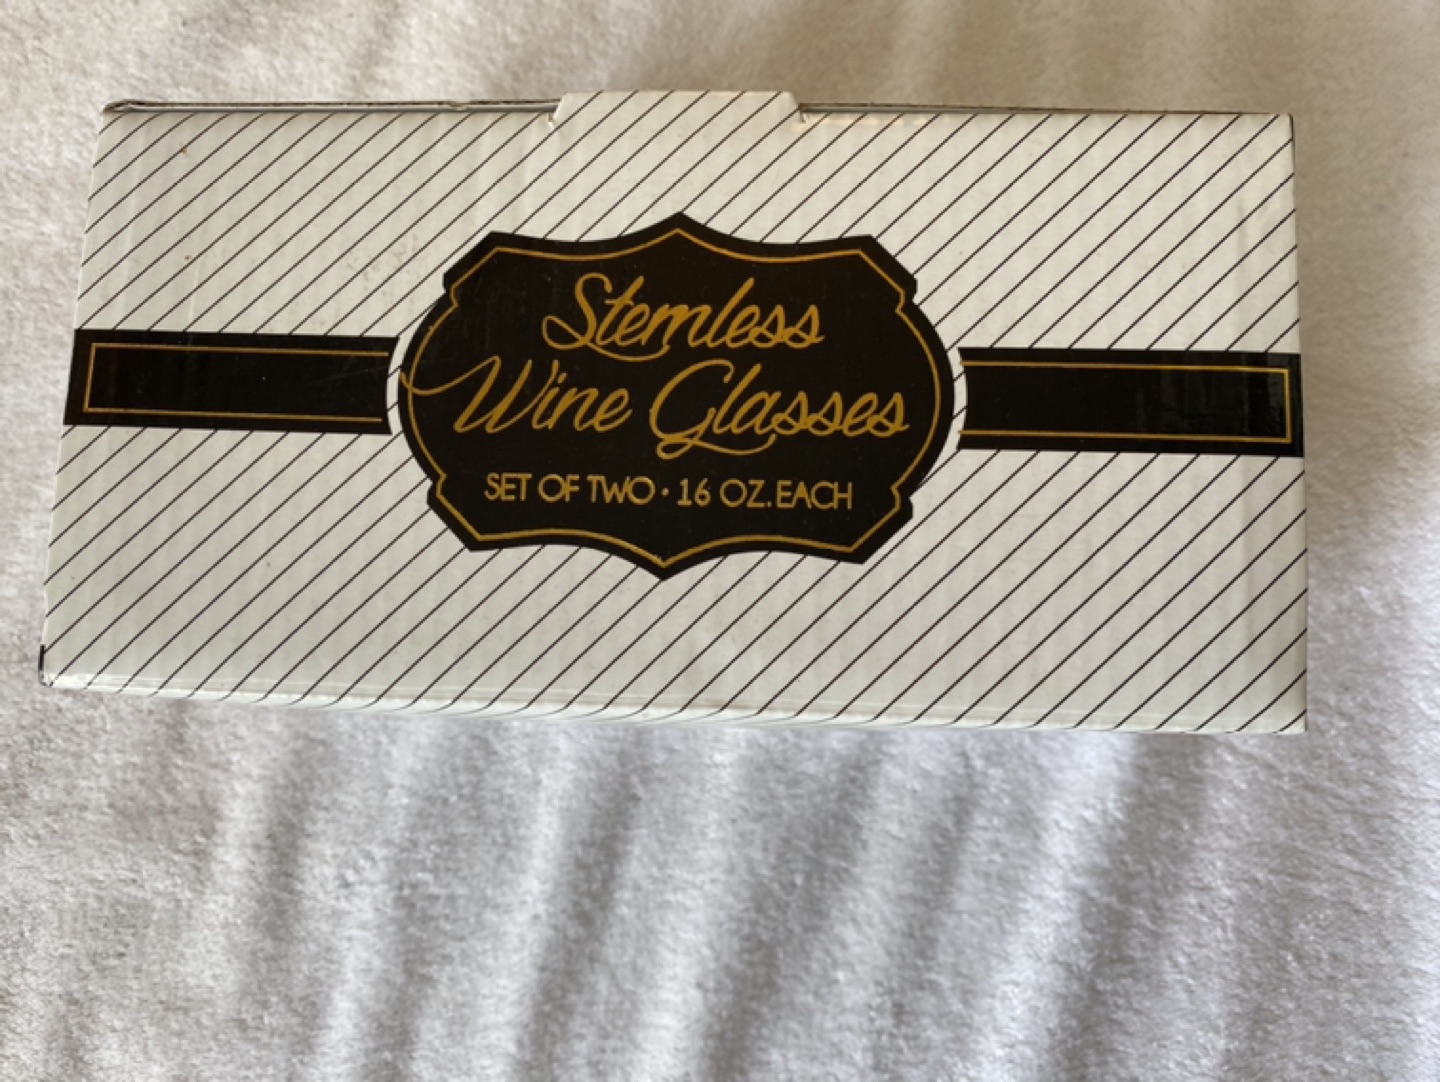 Stemless
Wine Glasses
SET OF TWO · 16 OZ. EACH